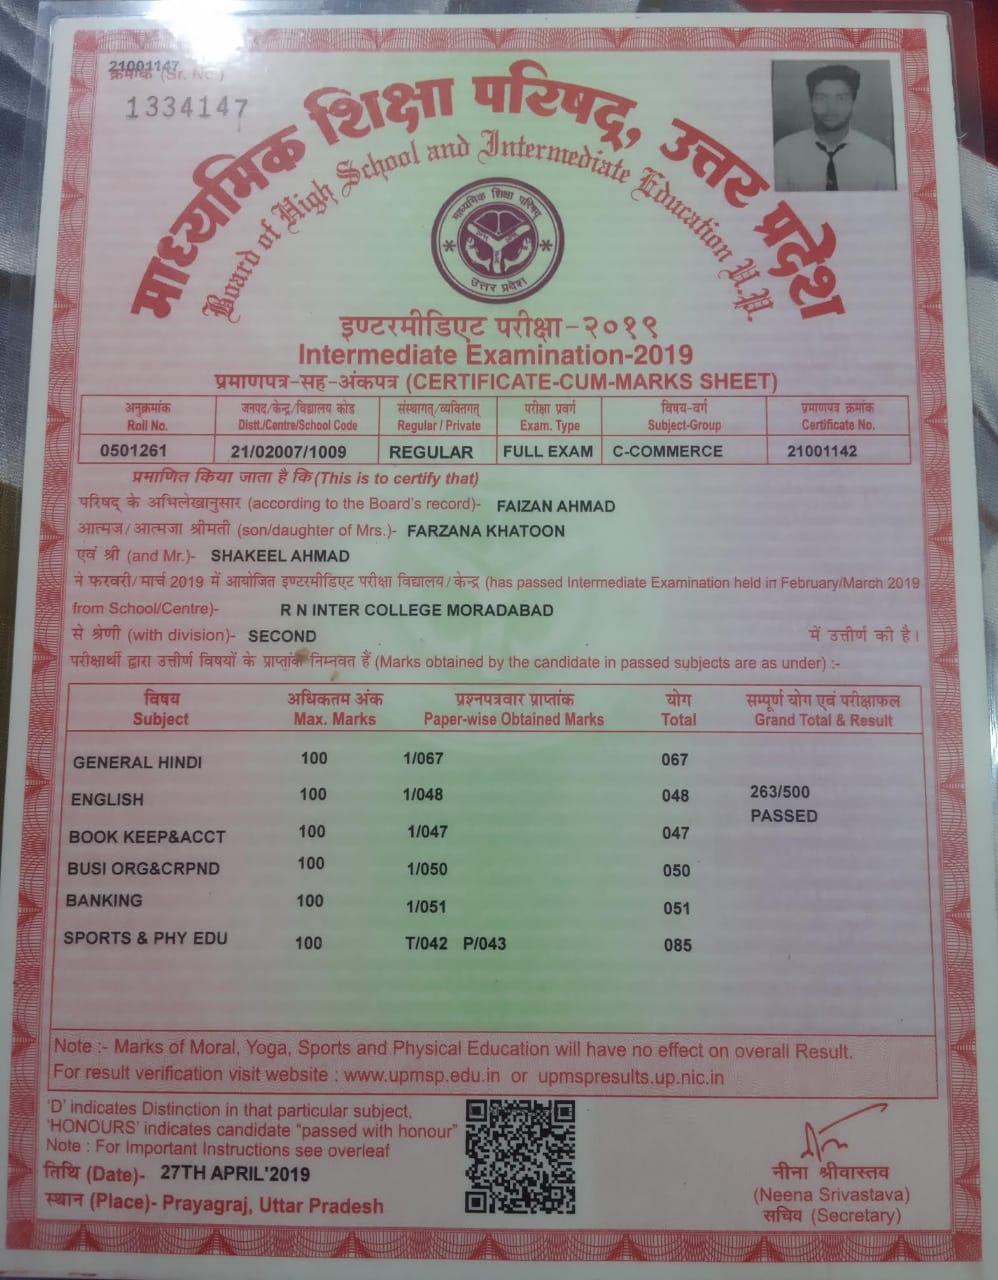 21001147
क्रमांक (Sr. No.)
1334147
माध्यमिक शिक्षा परिषद्, उत्तर प्रदेश
Board of High School and Intermediate Education U.P.
माध्यमिक शिक्षा परिषद्
उत्तर प्रदेश
इण्टरमीडिएट परीक्षा-२०१९
Intermediate Examination-2019
प्रमाणपत्र-सह-अंकपत्र (CERTIFICATE-CUM-MARKS SHEET)
अनुक्रमांक जनपद/केन्द्र/विद्यालय कोड संस्थागत/व्यक्तिगत परीक्षा प्रवर्ग विषय-वर्ग प्रमाणपत्र क्रमांक
Roll No. Distt./Centre/School Code Regular / Private Exam. Type Subject-Group Certificate No.
0501261 21/02007/1009 REGULAR FULL EXAM C-COMMERCE 21001142
प्रमाणित किया जाता है कि (This is to certify that)
परिषद् के अभिलेखानुसार (according to the Board's record)- FAIZAN AHMAD
आत्मज/आत्मजा श्रीमती (son/daughter of Mrs.)- FARZANA KHATOON
एवं श्री (and Mr.)- SHAKEEL AHMAD
ने फरवरी/मार्च 2019 में आयोजित इण्टरमीडिएट परीक्षा विद्यालय/केन्द्र (has passed Intermediate Examination held in February/March 2019
from School/Centre)- R N INTER COLLEGE MORADABAD
से श्रेणी (with division)- SECOND में उत्तीर्ण की है।
परीक्षार्थी द्वारा उत्तीर्ण विषयों के प्राप्तांक निम्नवत हैं (Marks obtained by the candidate in passed subjects are as under) :-
विषय अधिकतम अंक प्रश्नपत्रवार प्राप्तांक योग सम्पूर्ण योग एवं परीक्षाफल
Subject Max. Marks Paper-wise Obtained Marks Total Grand Total & Result
GENERAL HINDI 100 1/067 067
ENGLISH 100 1/048 048 263/500
PASSED
BOOK KEEP&ACCT 100 1/047 047
BUSI ORG&CRPND 100 1/050 050
BANKING 100 1/051 051
SPORTS & PHY EDU 100 T/042 P/043 085
Note :- Marks of Moral, Yoga, Sports and Physical Education will have no effect on overall Result.
For result verification visit website : www.upmsp.edu.in or upmspresults.up.nic.in
'D' indicates Distinction in that particular subject,
'HONOURS' indicates candidate "passed with honour"
Note : For Important Instructions see overleaf
तिथि (Date)- 27TH APRIL'2019
स्थान (Place)- Prayagraj, Uttar Pradesh
नीना श्रीवास्तव
(Neena Srivastava)
सचिव (Secretary)